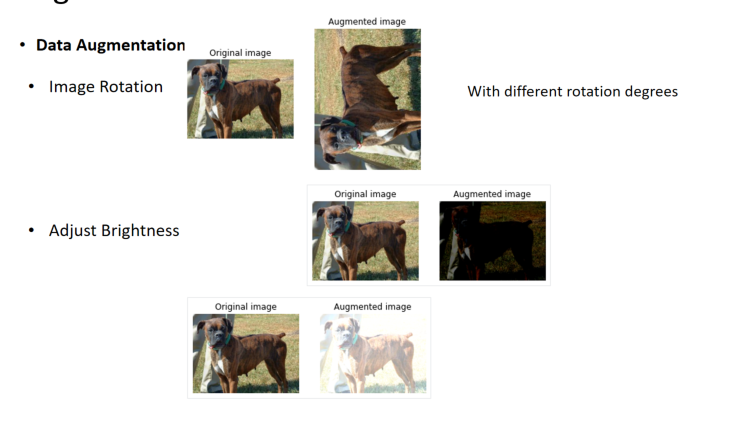 • Data Augmentation
Original image
Augmented image
• Image Rotation
With different rotation degrees
Original image
Augmented image
• Adjust Brightness
Original image
Augmented image